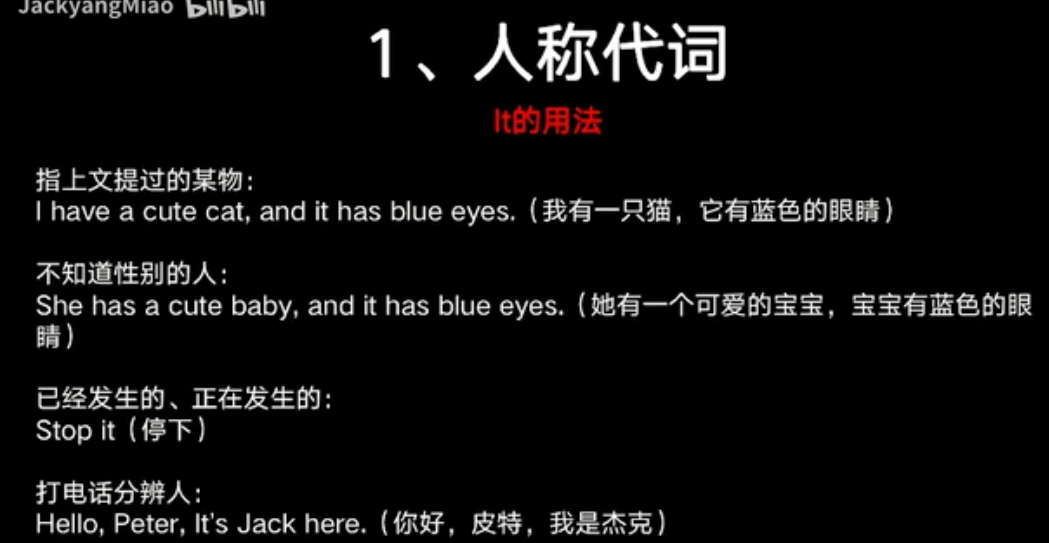 JackyangMiao bilibili
1、人称代词
It的用法
指上文提过的某物：
I have a cute cat, and it has blue eyes.（我有一只猫，它有蓝色的眼睛）
不知道性别的人：
She has a cute baby, and it has blue eyes.（她有一个可爱的宝宝，宝宝有蓝色的眼
睛）
已经发生的、正在发生的：
Stop it（停下）
打电话分辨人：
Hello, Peter, It's Jack here.（你好，皮特，我是杰克）